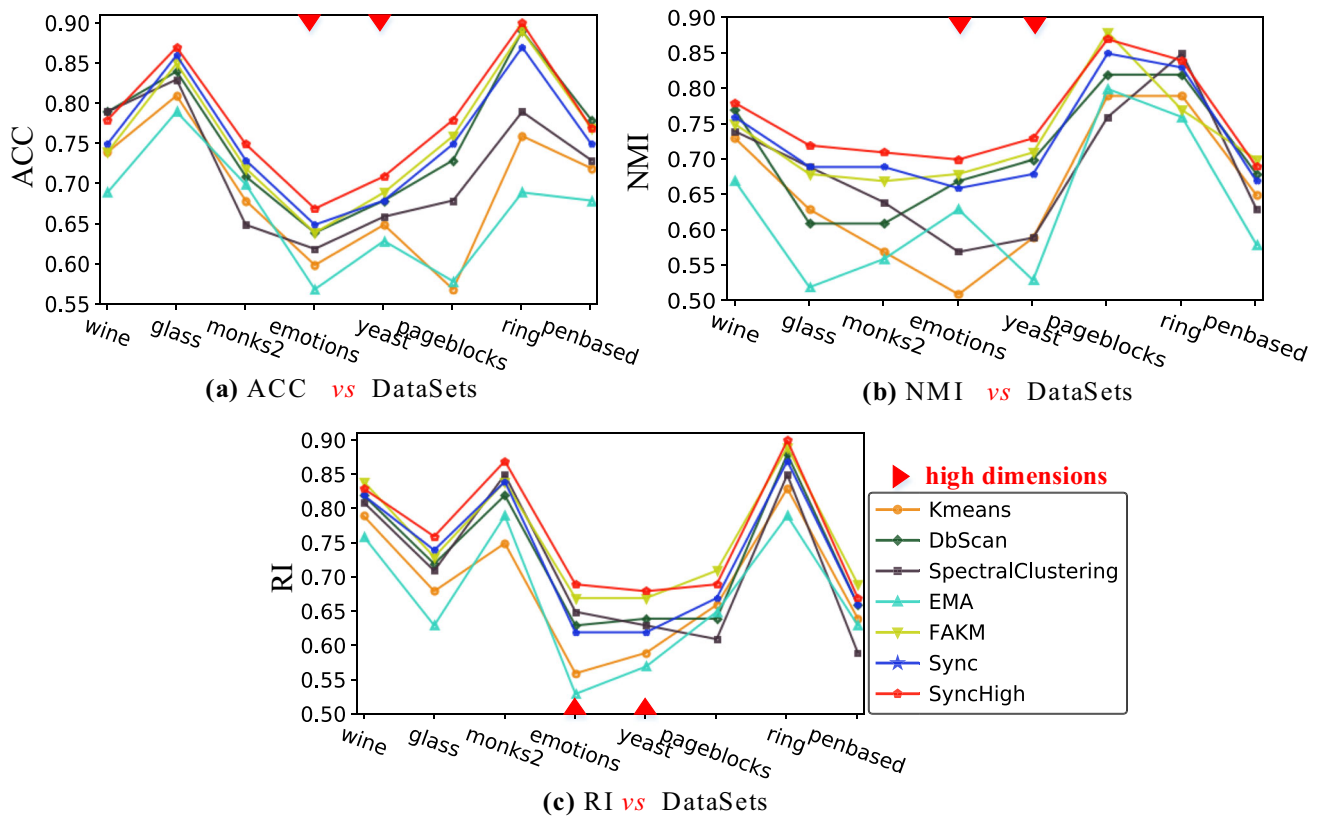 0.90
0.85
0.80
0.75
0.70
0.65
0.60
0.55
ACC
wine
glass
monks2
emotions
yeast
pageblocks
ring
penbased
(a) ACC vs DataSets
0.90
0.85
0.80
0.75
0.70
0.65
0.60
0.55
0.50
NMI
wine
glass
monks2
emotions
yeast
pageblocks
ring
penbased
(b) NMI vs DataSets
0.90
0.85
0.80
0.75
0.70
0.65
0.60
0.55
0.50
RI
wine
glass
monks2
emotions
yeast
pageblocks
ring
penbased
(c) RI vs DataSets
high dimensions
Kmeans
DbScan
SpectralClustering
EMA
FAKM
Sync
SyncHigh